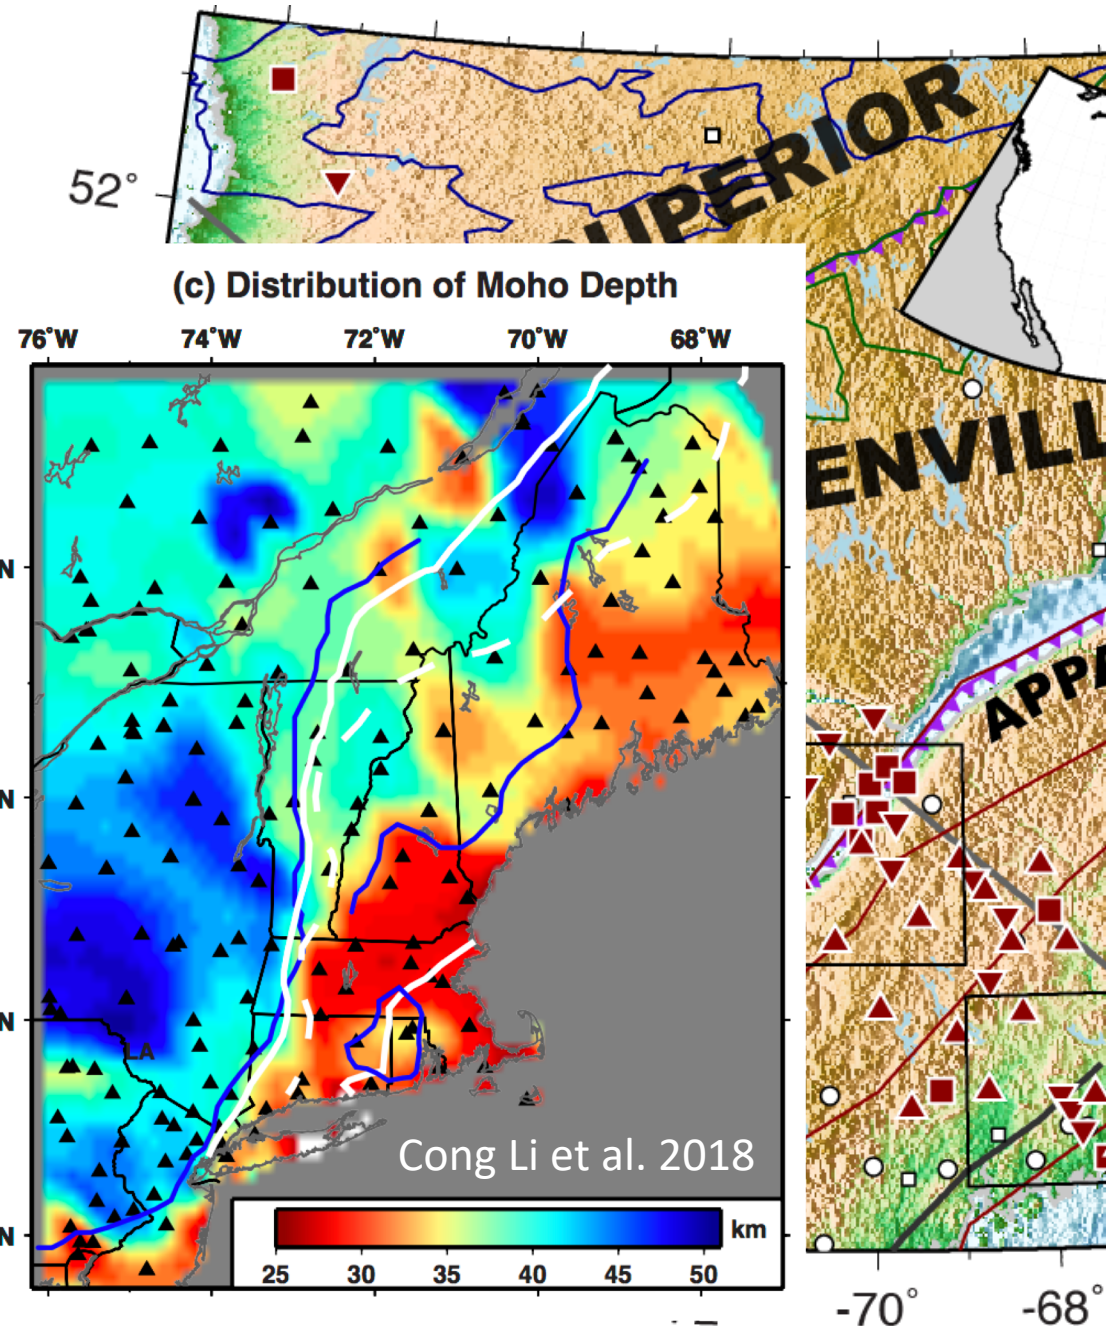 52°
SUPERIOR
(c) Distribution of Moho Depth
76°W 74°W 72°W 70°W 68°W
ENVILL
N
APPA
N
N
LA
Cong Li et al. 2018
N
km
25 30 35 40 45 50
-70° -68°